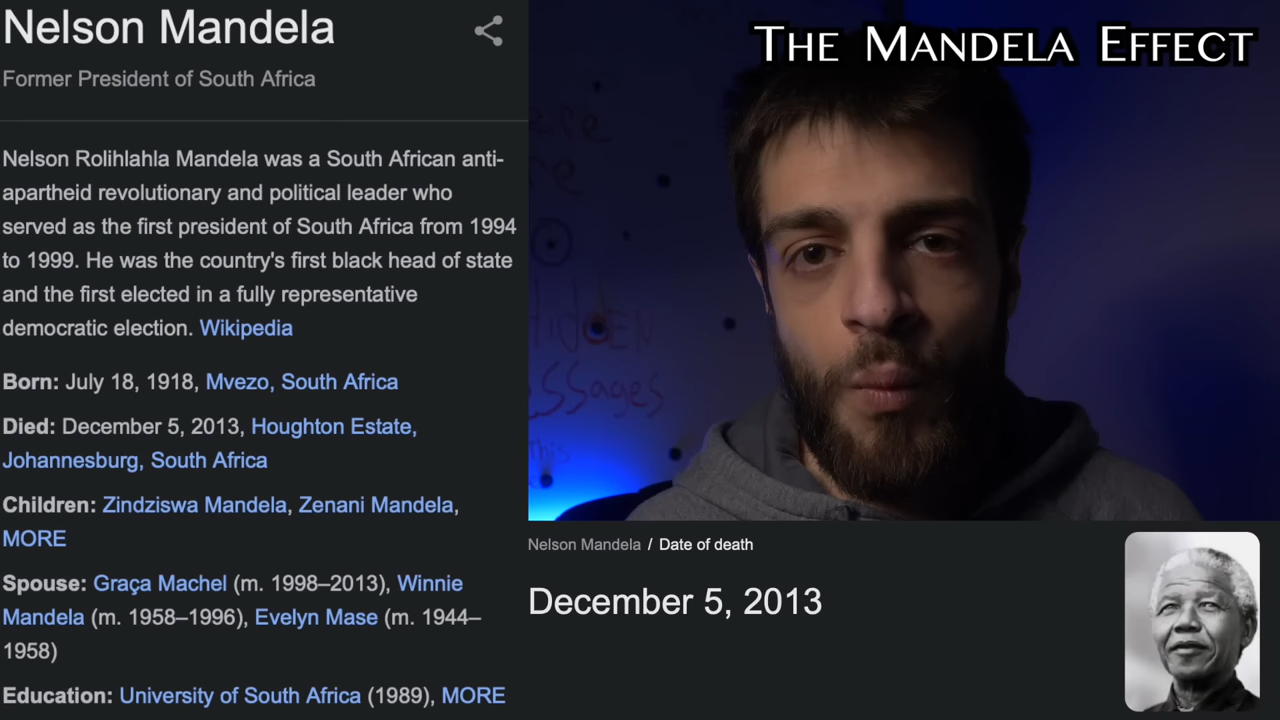 Nelson Mandela
Former President of South Africa
Nelson Rolihlahla Mandela was a South African anti-
apartheid revolutionary and political leader who
served as the first president of South Africa from 1994
to 1999. He was the country's first black head of state
and the first elected in a fully representative
democratic election. Wikipedia
Born: July 18, 1918, Mvezo, South Africa
Died: December 5, 2013, Houghton Estate,
Johannesburg, South Africa
Children: Zindziswa Mandela, Zenani Mandela,
MORE
Spouse: Graça Machel (m. 1998–2013), Winnie
Mandela (m. 1958–1996), Evelyn Mase (m. 1944–
1958)
Education: University of South Africa (1989), MORE
The Mandela Effect
Nelson Mandela / Date of death
December 5, 2013